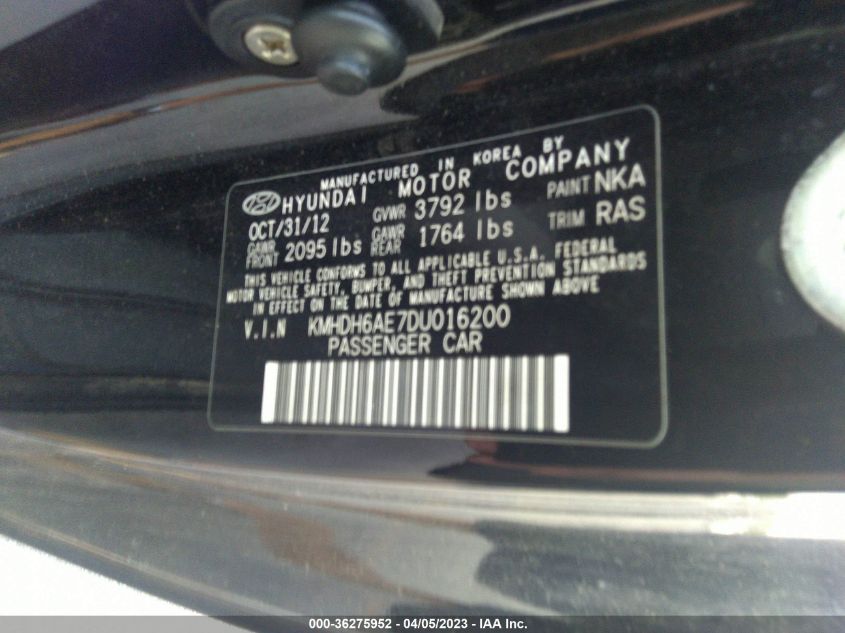 MANUFACTURED IN KOREA BY
HYUNDAI MOTOR COMPANY
OCT/31/12 GVWR 3792 lbs PAINT NKA
GAWR FRONT 2095 lbs GAWR REAR 1764 lbs TRIM RAS
THIS VEHICLE CONFORMS TO ALL APPLICABLE U.S.A. FEDERAL
MOTOR VEHICLE SAFETY, BUMPER, AND THEFT PREVENTION STANDARDS
IN EFFECT ON THE DATE OF MANUFACTURE SHOWN ABOVE
V.I.N KMHDH6AE7DU016200
PASSENGER CAR
000-36275952 - 04/05/2023 - IAA Inc.